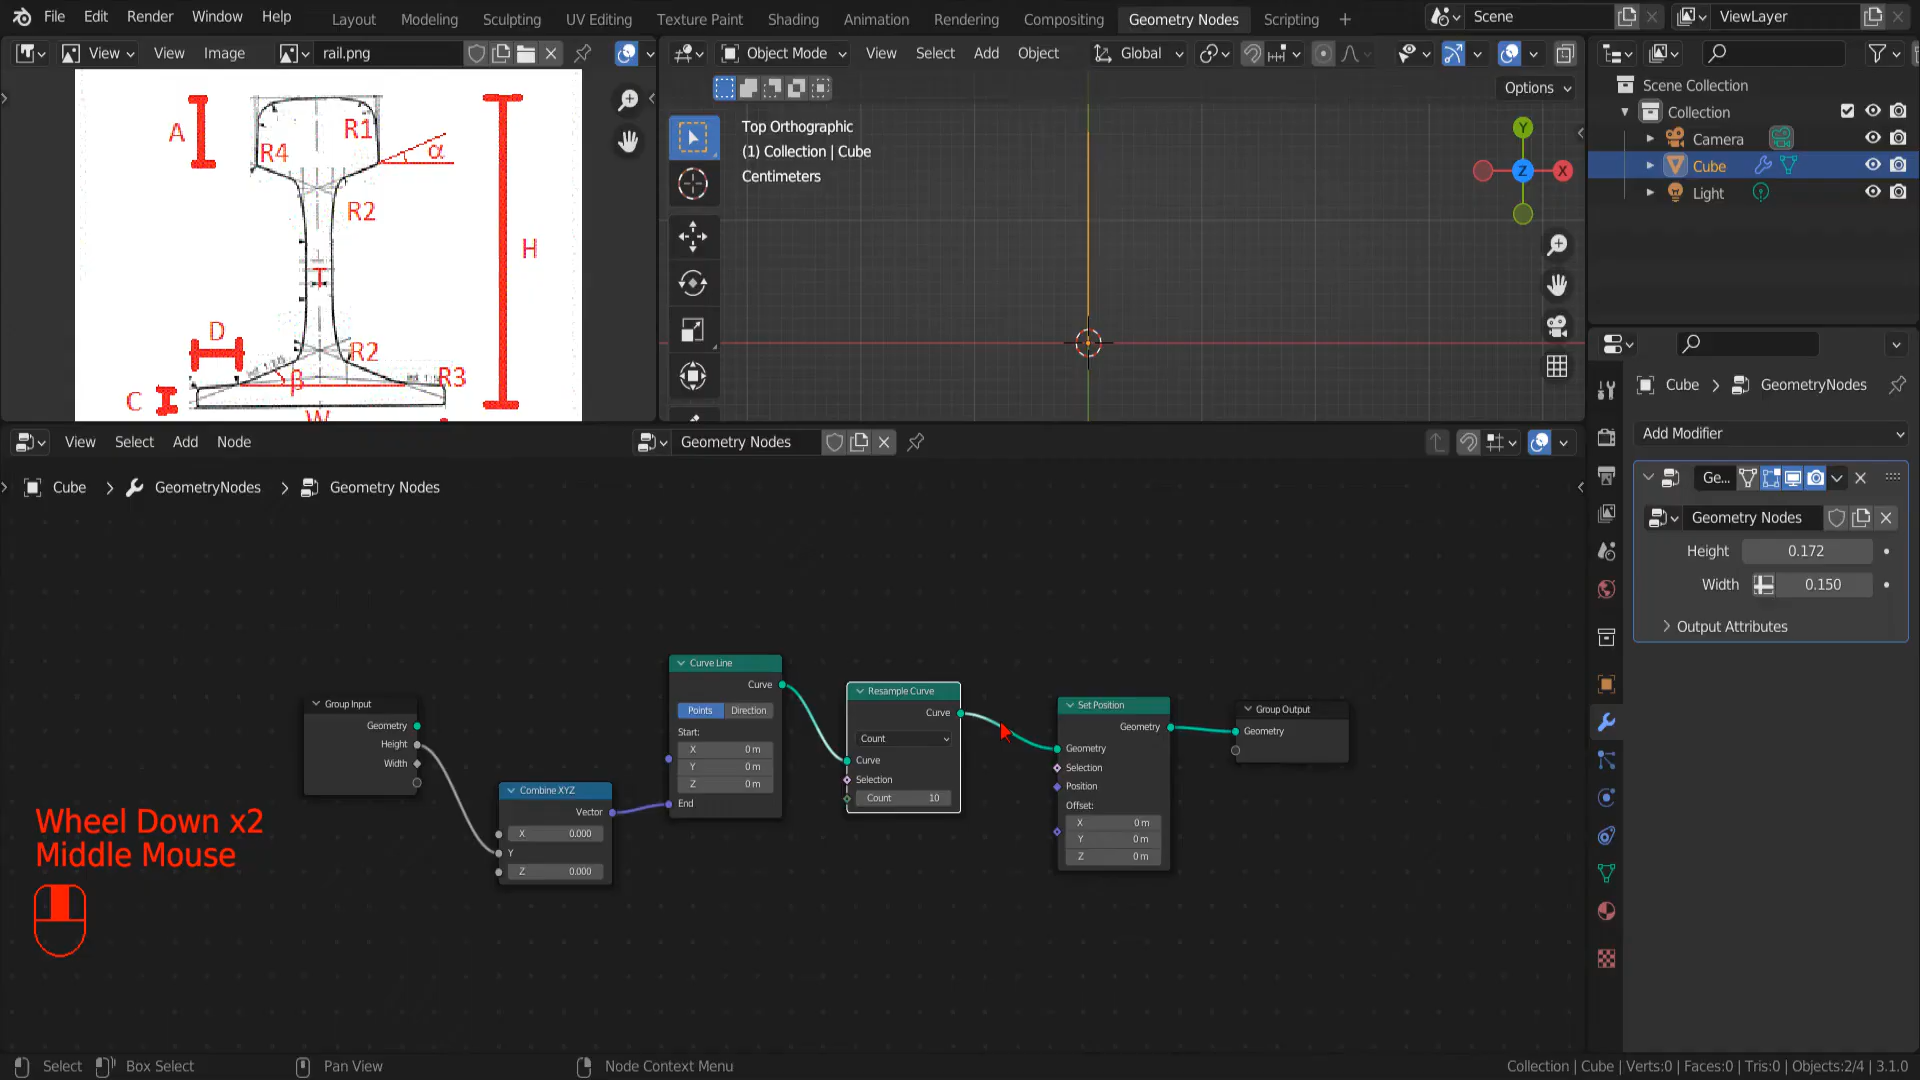 File Edit Render Window Help
Layout Modeling Sculpting UV Editing Texture Paint Shading Animation Rendering Compositing Geometry Nodes Scripting +
Scene
ViewLayer
View View Image rail.png
Object Mode View Select Add Object Global
Options
Scene Collection
Collection
Camera
Cube
Light
A R1 R4 α R2 H T D R2 β R3 C W
Top Orthographic
(1) Collection | Cube
Centimeters
Y
Z X
View Select Add Node
Geometry Nodes
Cube > GeometryNodes > Geometry Nodes
Cube > GeometryNodes
Add Modifier
Ge...
Geometry Nodes
Height 0.172
Width 0.150
Output Attributes
Group Input
Geometry
Height
Width
Combine XYZ
Vector
X 0.000
Y
Z 0.000
Curve Line
Curve
Points Direction
Start:
X 0 m
Y 0 m
Z 0 m
End
Resample Curve
Curve
Count
Curve
Selection
Count 10
Set Position
Geometry
Geometry
Selection
Position
Offset:
X 0 m
Y 0 m
Z 0 m
Group Output
Geometry
Wheel Down x2
Middle Mouse
Select Box Select Pan View Node Context Menu
Collection | Cube | Verts:0 | Faces:0 | Tris:0 | Objects:2/4 | 3.1.0